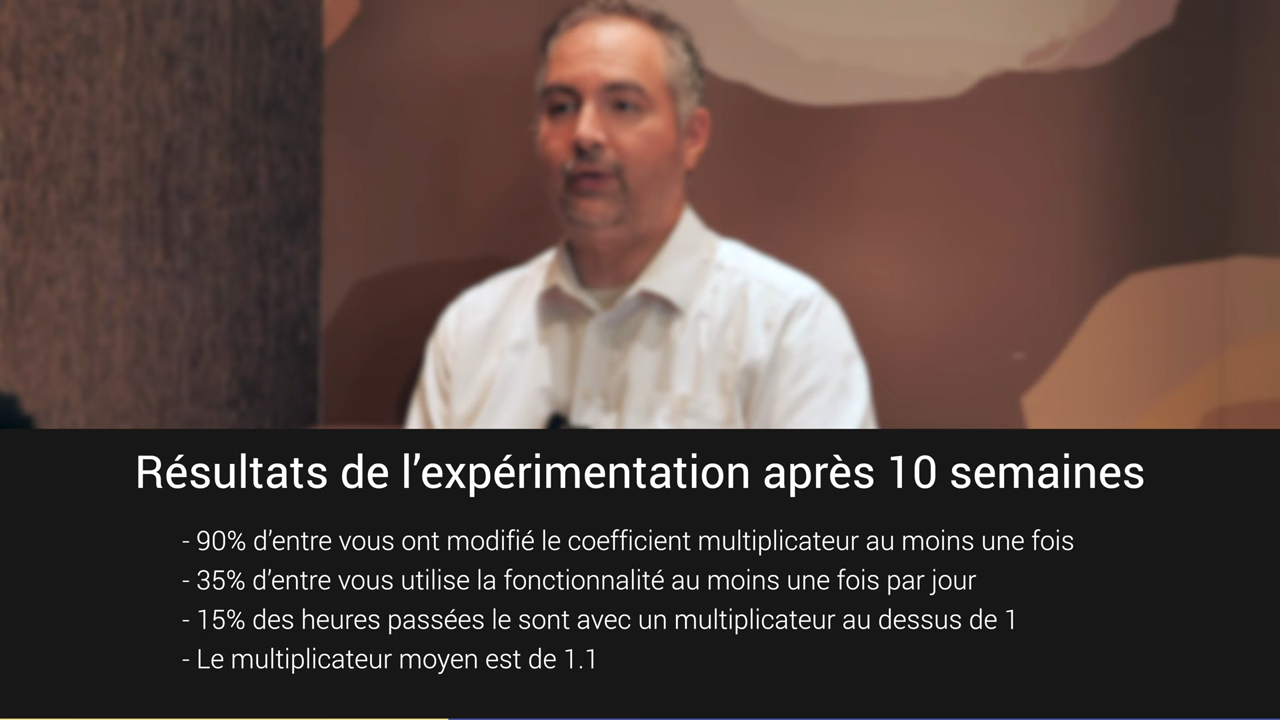 Résultats de l’expérimentation après 10 semaines
- 90% d’entre vous ont modifié le coefficient multiplicateur au moins une fois
- 35% d’entre vous utilise la fonctionnalité au moins une fois par jour
- 15% des heures passées le sont avec un multiplicateur au dessus de 1
- Le multiplicateur moyen est de 1.1